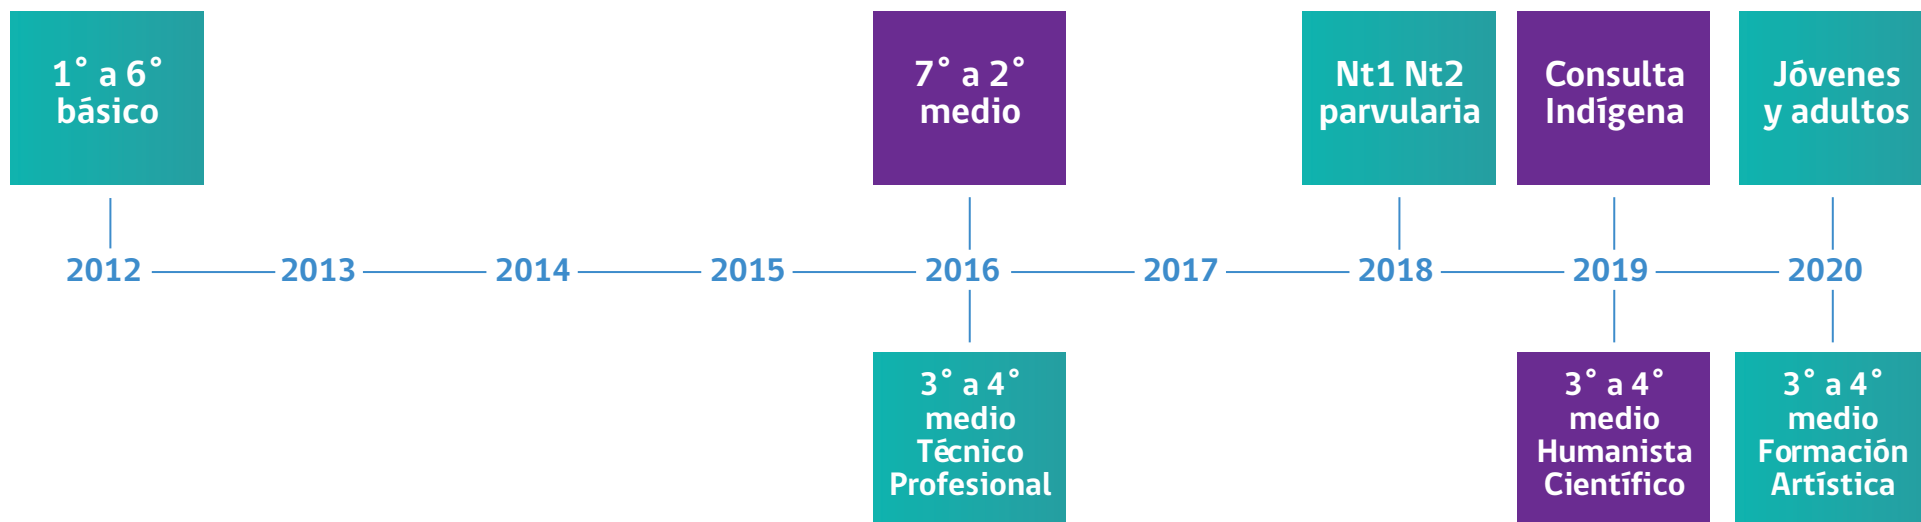 1° a 6°
básico
7° a 2°
medio
Nt1 Nt2
parvularia
Consulta
Indígena
Jóvenes
y adultos
2012
2013
2014
2015
2016
2017
2018
2019
2020
3° a 4°
medio
Técnico
Profesional
3° a 4°
medio
Humanista
Científico
3° a 4°
medio
Formación
Artística